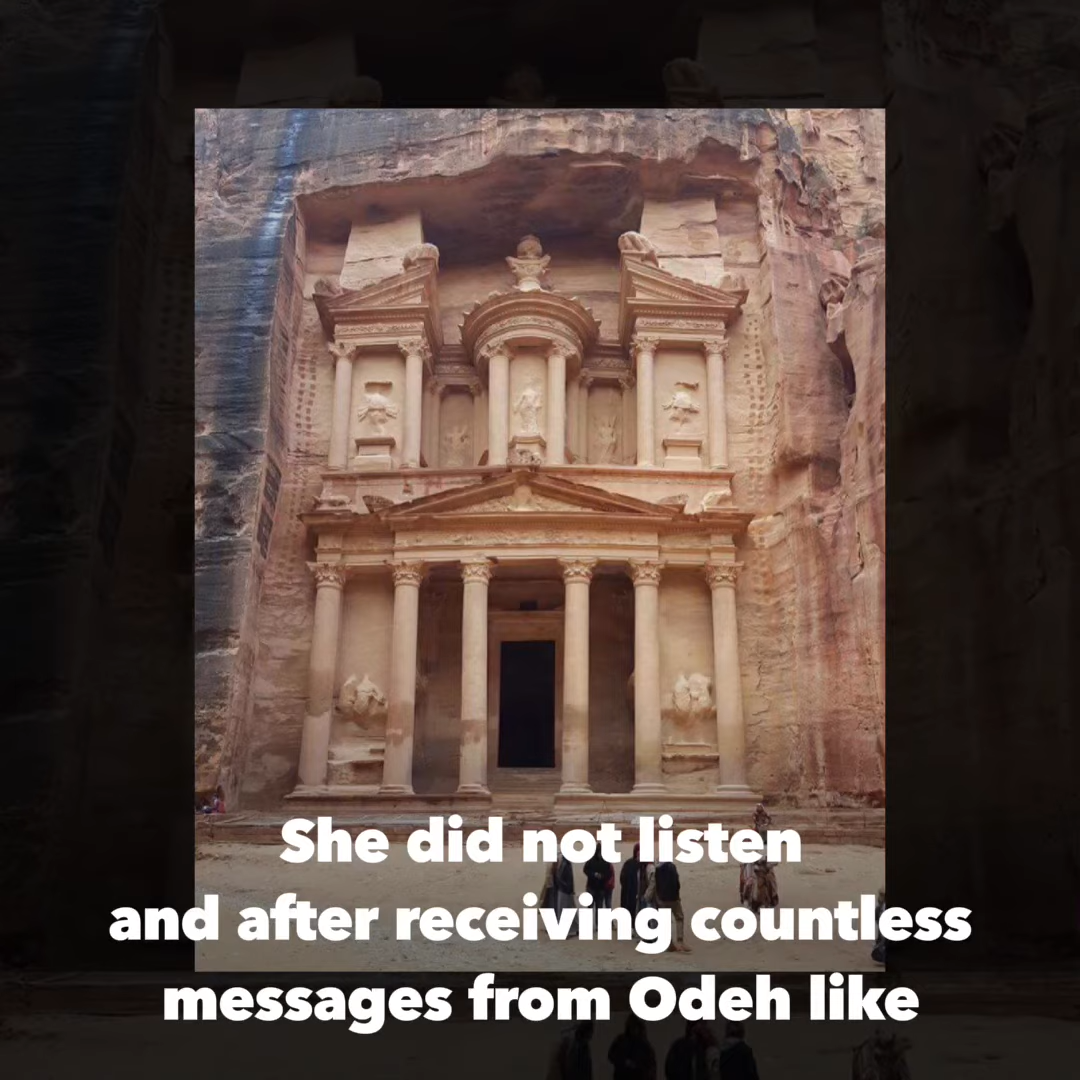 She did not listen
and after receiving countless
messages from Odeh like